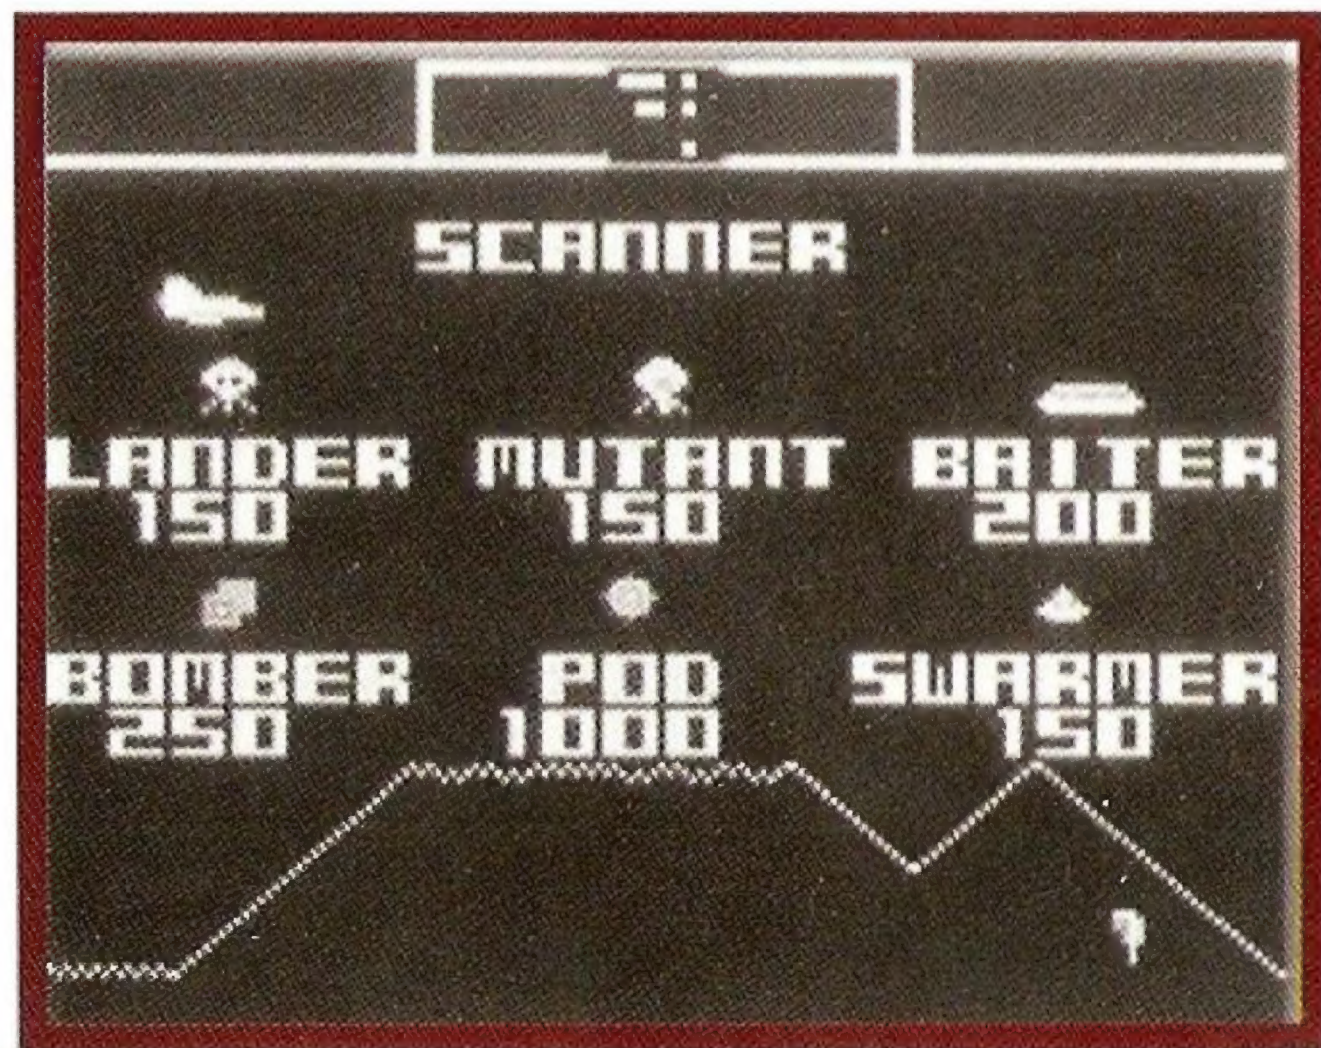 SCANNER
LANDER MUTANT BAITER
150 150 200
BOMBER POD SWARMER
250 1000 150